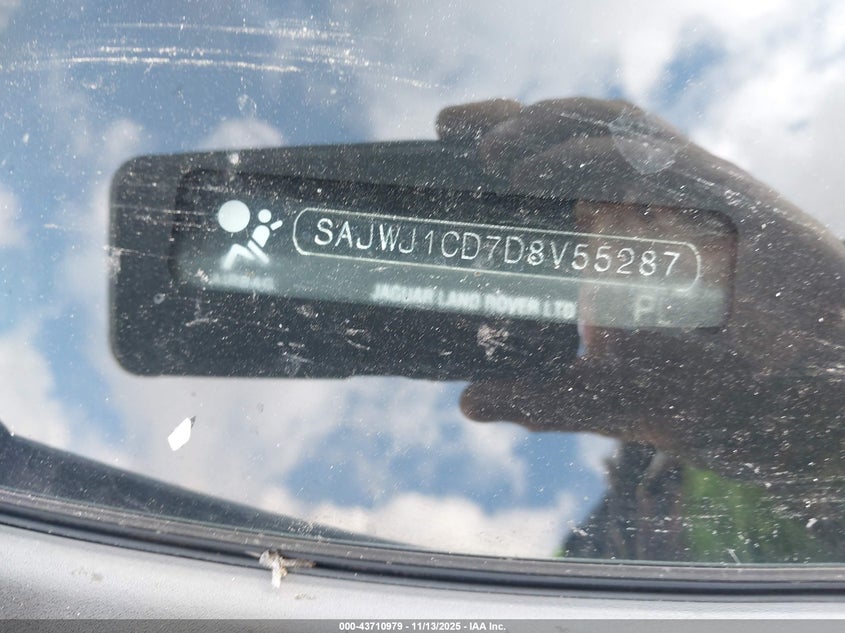 SAJWJ1CD7D8V55287
AIRBAG
JAGUAR LAND ROVER LTD
P
000-43710979 - 11/13/2025 - IAA Inc.